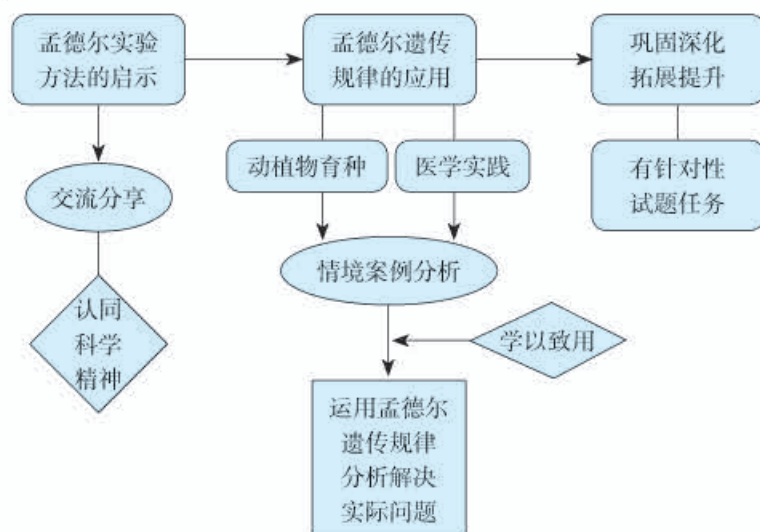 孟德尔实验
方法的启示
孟德尔遗传
规律的应用
巩固深化
拓展提升
动植物育种
医学实践
有针对性
试题任务
交流分享
情境案例分析
认同
科学
精神
学以致用
运用孟德尔
遗传规律
分析解决
实际问题